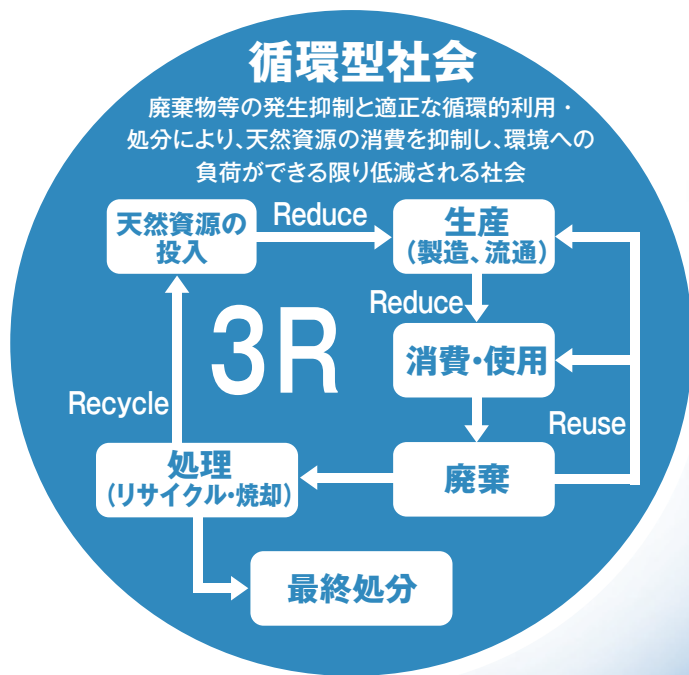 循環型社会
廃棄物等の発生抑制と適正な循環的利用・
処分により、天然資源の消費を抑制し、環境への
負荷ができる限り低減される社会
天然資源の
投入
Reduce
生産
（製造、流通）
Reduce
3R
消費・使用
Recycle
Reuse
処理
（リサイクル・焼却）
廃棄
最終処分